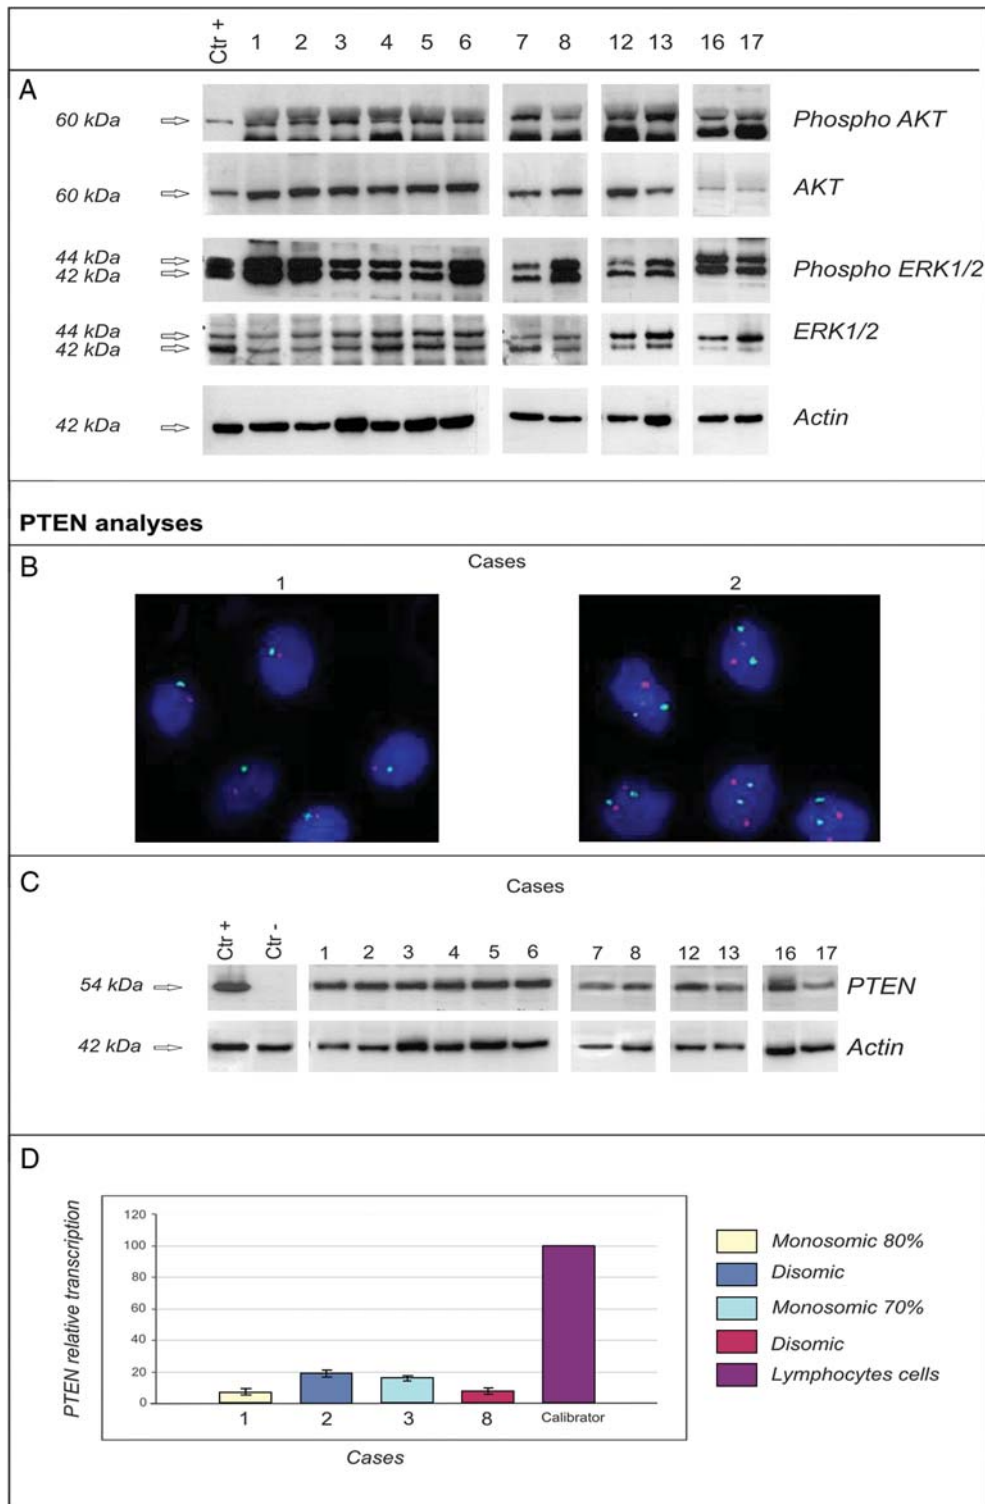 Ctr + 1 2 3 4 5 6 7 8 12 13 16 17
A
60 kDa Phospho AKT
60 kDa AKT
44 kDa
42 kDa Phospho ERK1/2
44 kDa ERK1/2
42 kDa
42 kDa Actin
PTEN analyses
B Cases
1 2
C Cases
Ctr + Ctr - 1 2 3 4 5 6 7 8 12 13 16 17
54 kDa PTEN
42 kDa Actin
D
PTEN relative transcription
120
100
80
60
40
20
0
1 2 3 8 Calibrator
Cases
Monosomic 80%
Disomic
Monosomic 70%
Disomic
Lymphocytes cells